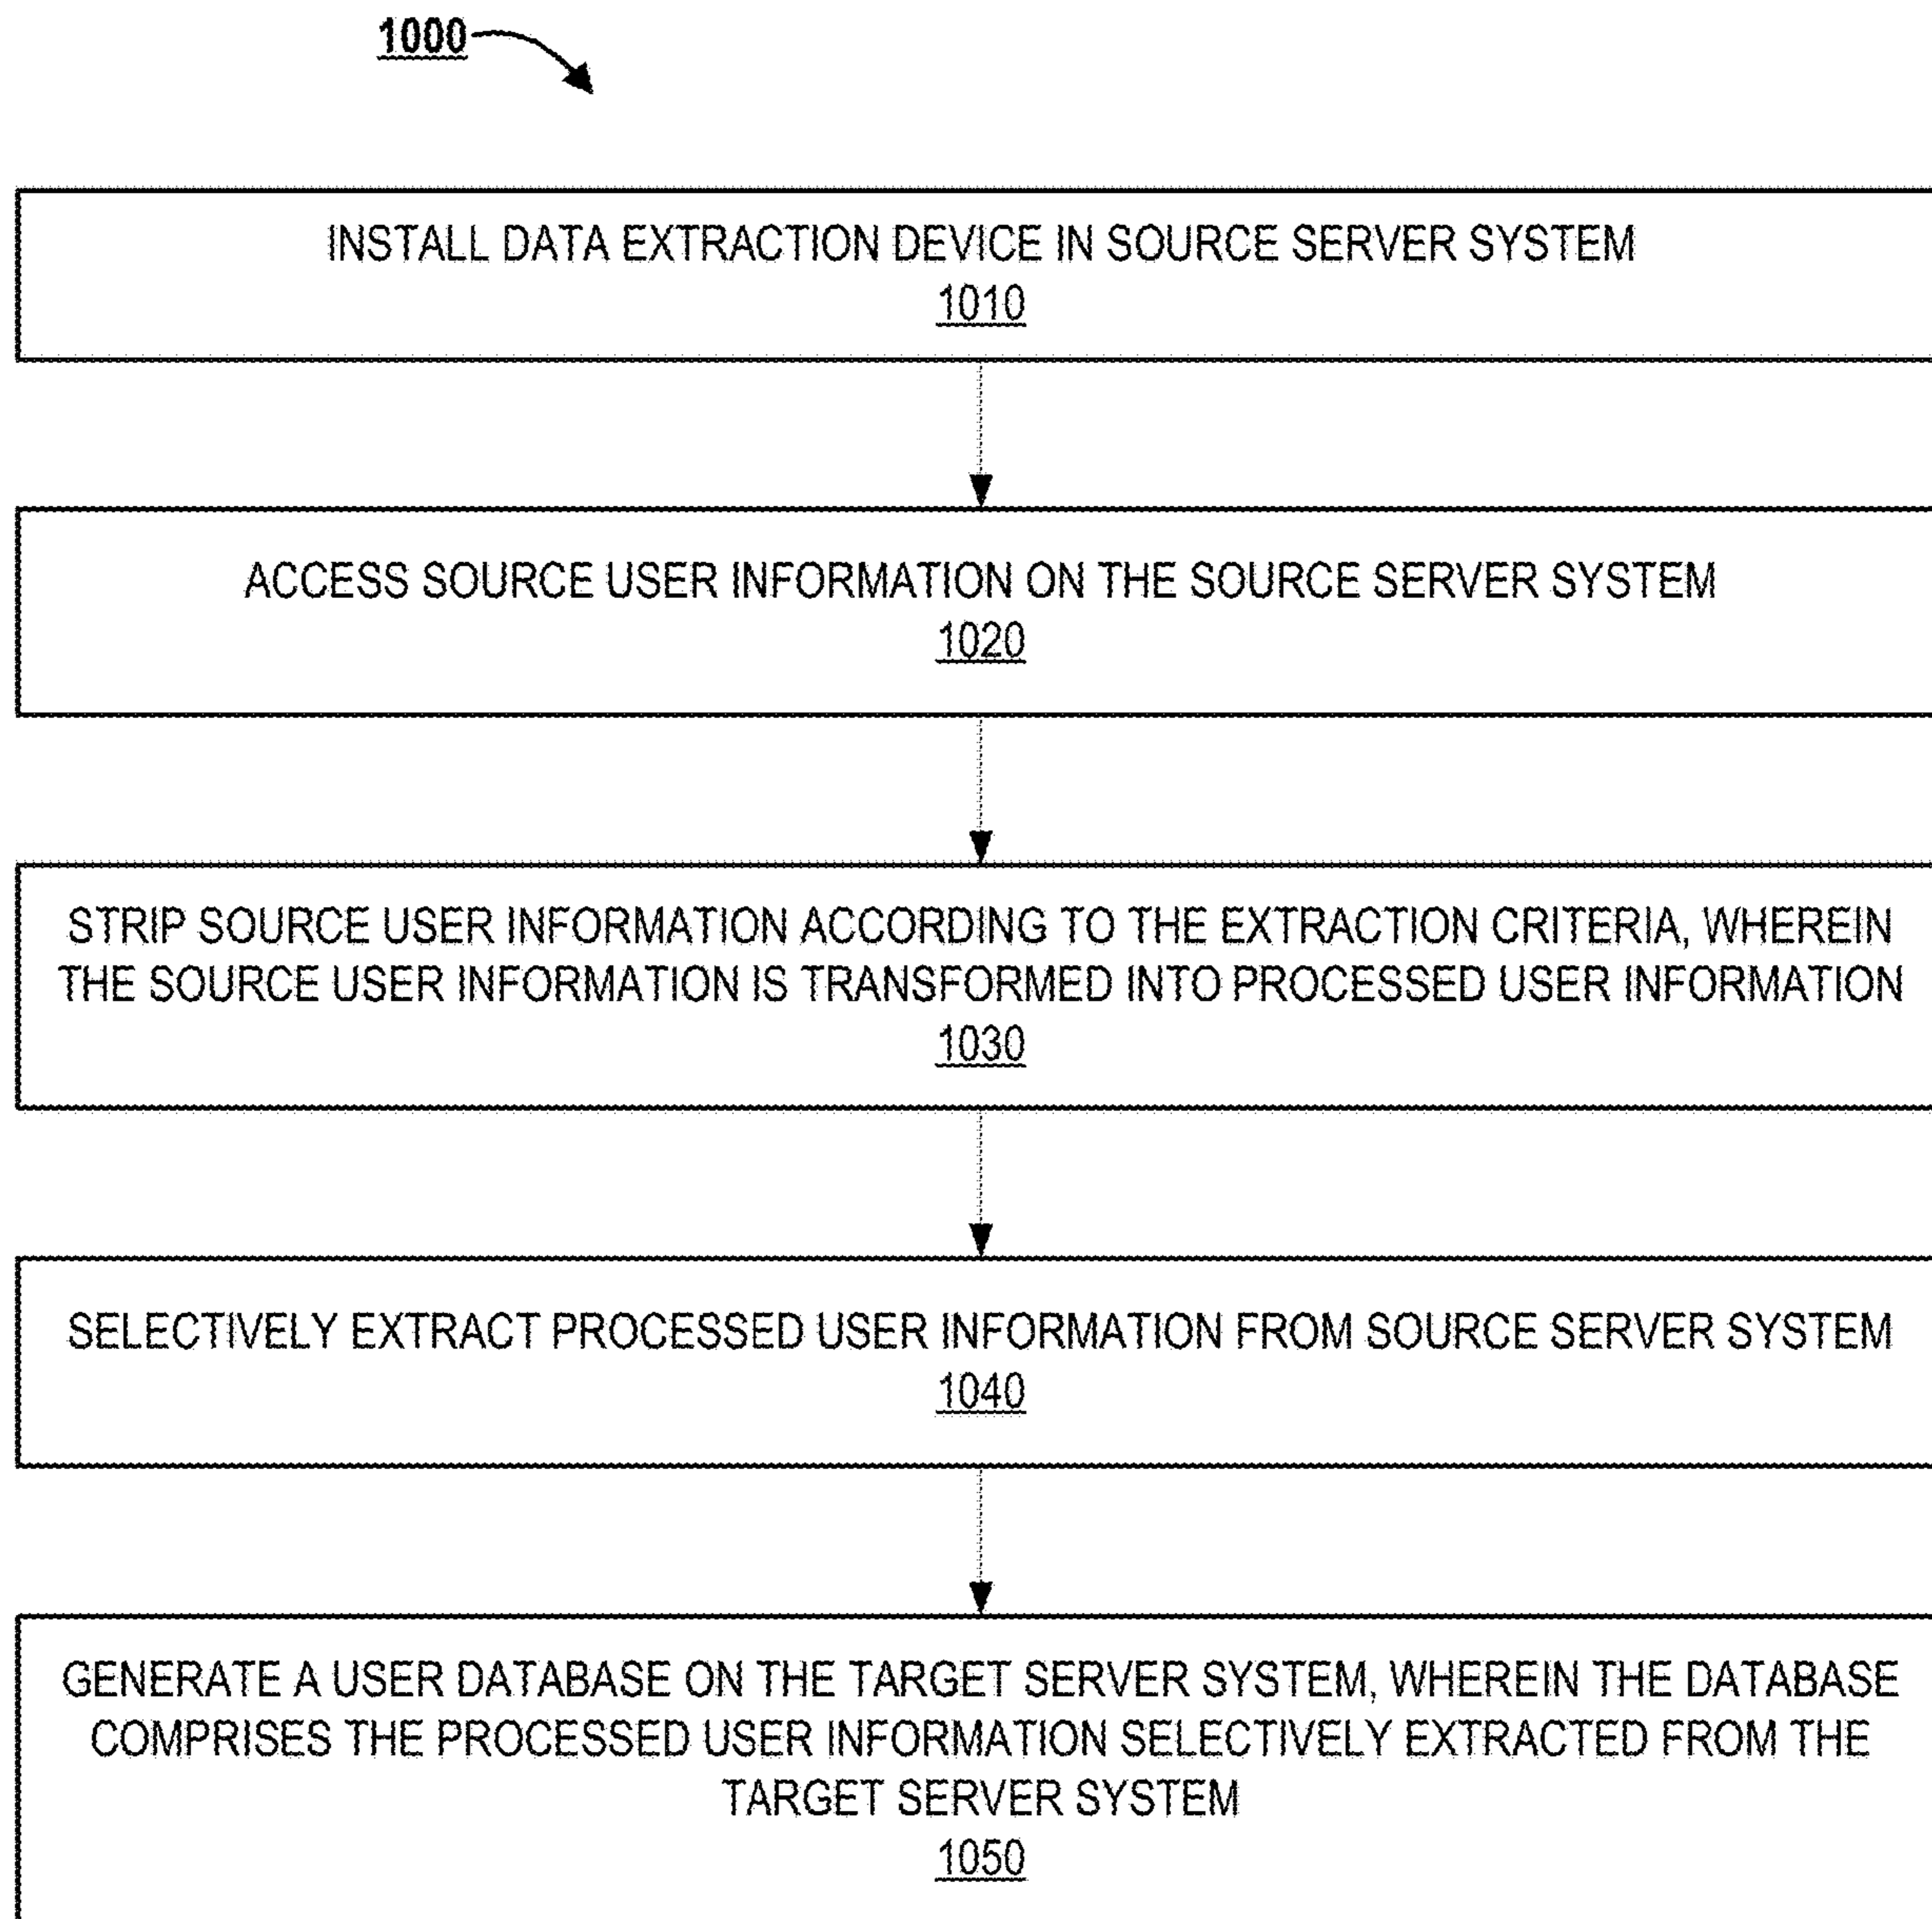 1000
INSTALL DATA EXTRACTION DEVICE IN SOURCE SERVER SYSTEM
1010
ACCESS SOURCE USER INFORMATION ON THE SOURCE SERVER SYSTEM
1020
STRIP SOURCE USER INFORMATION ACCORDING TO THE EXTRACTION CRITERIA, WHEREIN
THE SOURCE USER INFORMATION IS TRANSFORMED INTO PROCESSED USER INFORMATION
1030
SELECTIVELY EXTRACT PROCESSED USER INFORMATION FROM SOURCE SERVER SYSTEM
1040
GENERATE A USER DATABASE ON THE TARGET SERVER SYSTEM, WHEREIN THE DATABASE
COMPRISES THE PROCESSED USER INFORMATION SELECTIVELY EXTRACTED FROM THE
TARGET SERVER SYSTEM
1050